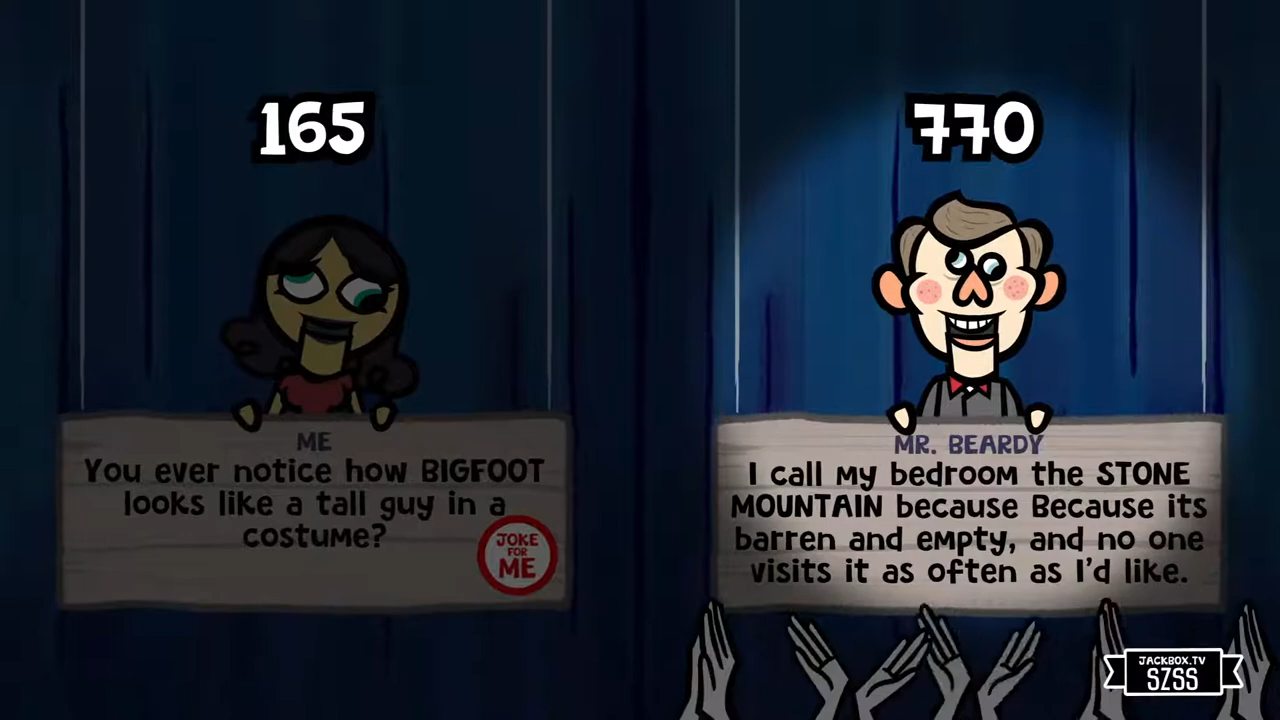 165
ME
You ever notice how BIGFOOT
looks like a tall guy in a
costume?
JOKE
FOR
ME
770
MR. BEARDY
I call my bedroom the STONE
MOUNTAIN because Because its
barren and empty, and no one
visits it as often as I'd like.
JACKBOX.TV
SZSS